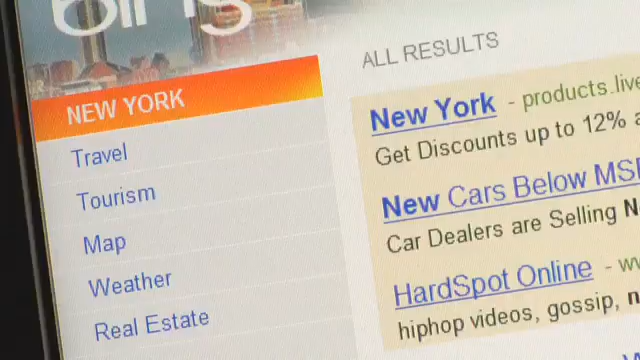 bing
NEW YORK
Travel
Tourism
Map
Weather
Real Estate
ALL RESULTS
New York - products.live
Get Discounts up to 12%
New Cars Below
Car Dealers are Selling
HardSpot Online
hiphop videos, gossip,